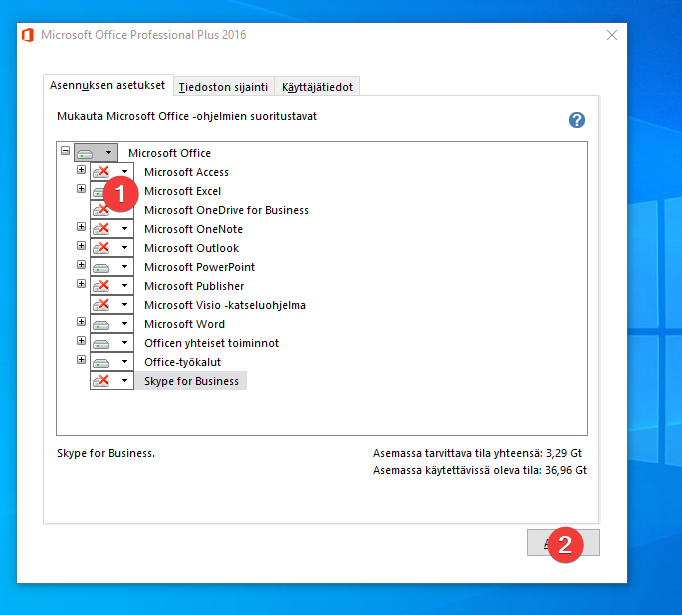 Microsoft Office Professional Plus 2016
Asennuksen asetukset
Tiedoston sijainti
Käyttäjätiedot
Mukauta Microsoft Office -ohjelmien suoritustavat
?
Microsoft Office
Microsoft Access
1
Microsoft Excel
Microsoft OneDrive for Business
Microsoft OneNote
Microsoft Outlook
Microsoft PowerPoint
Microsoft Publisher
Microsoft Visio -katseluohjelma
Microsoft Word
Officen yhteiset toiminnot
Office-työkalut
Skype for Business
Skype for Business.
Asemassa tarvittava tila yhteensä: 3,29 Gt
Asemassa käytettävissä oleva tila: 36,96 Gt
2